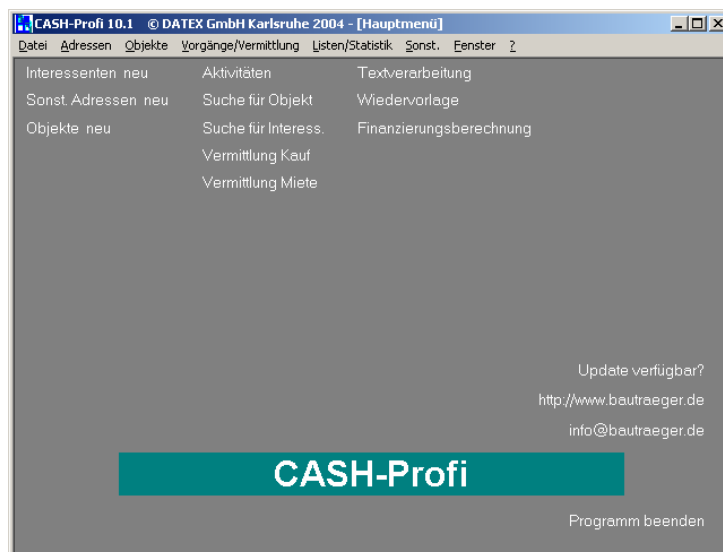 CASH-Profi 10.1 © DATEX GmbH Karlsruhe 2004 - [Hauptmenü]
Datei Adressen Objekte Vorgänge/Vermittlung Listen/Statistik Sonst. Fenster ?
Interessenten neu Aktivitäten Textverarbeitung
Sonst. Adressen neu Suche für Objekt Wiedervorlage
Objekte neu Suche für Interess. Finanzierungsberechnung
Vermittlung Kauf
Vermittlung Miete
Update verfügbar?
http://www.bautraeger.de
info@bautraeger.de
CASH-Profi
Programm beenden